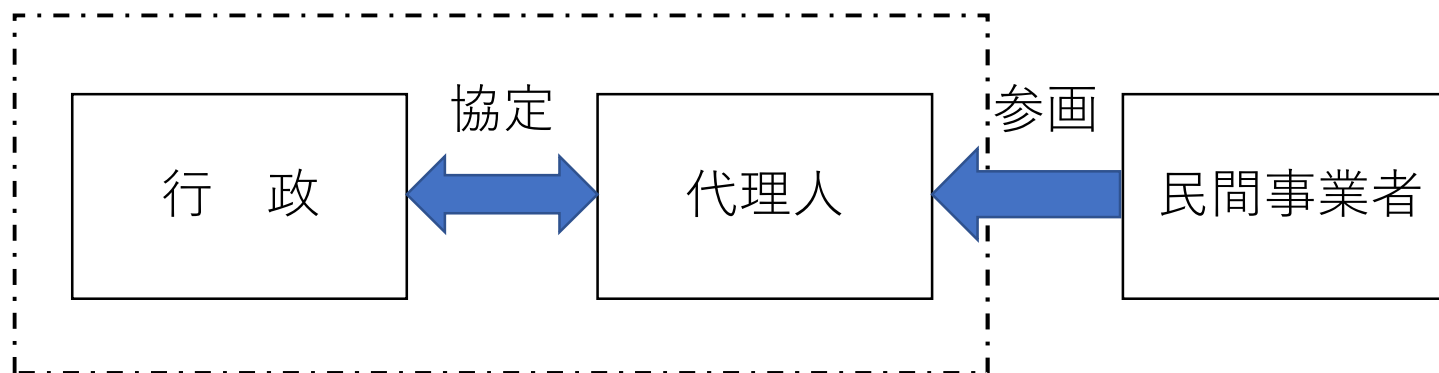 協定
参画
行　政
代理人
民間事業者